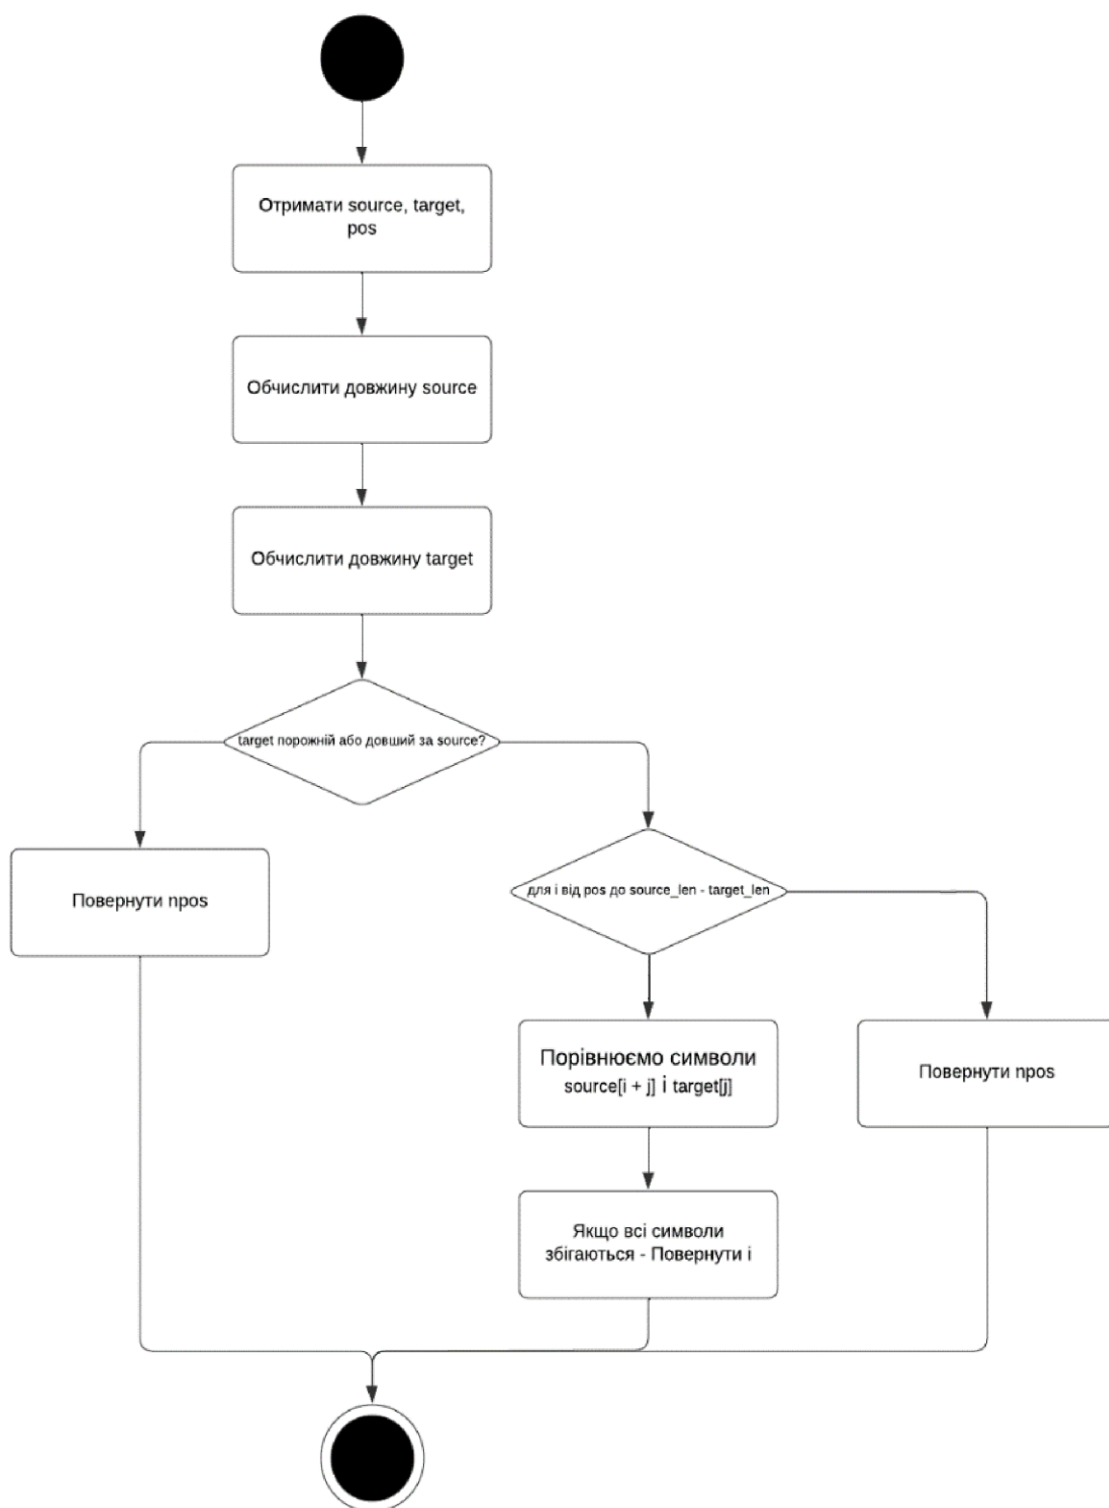 Отримати source, target,
pos
Обчислити довжину source
Обчислити довжину target
target порожній або довший за source?
Повернути npos
для і від pos до source_len - target_len
Порівнюємо символи
source[i + j] і target[j]
Повернути npos
Якщо всі символи
збігаються - Повернути і